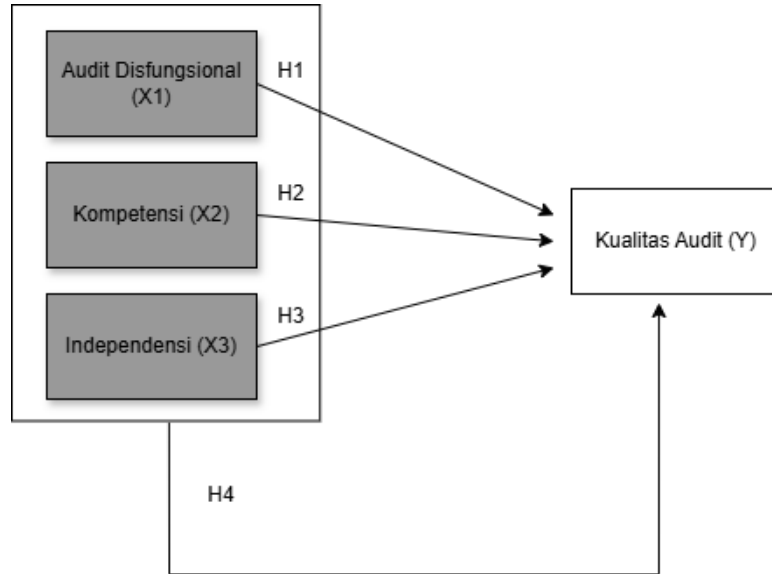 Audit Disfungsional
(X1)
H1
Kompetensi (X2)
H2
Kualitas Audit (Y)
Independensi (X3)
H3
H4